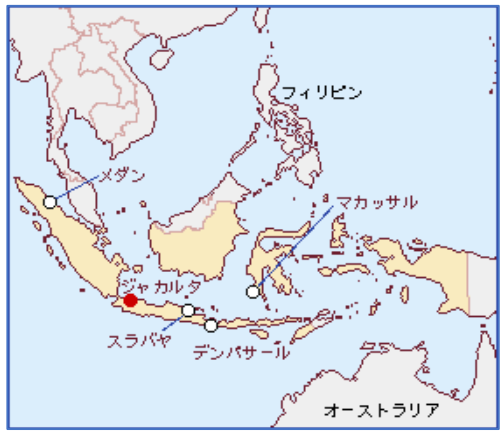 フィリピン
メダン
マカッサル
ジャカルタ
スラバヤ
デンパサール
オーストラリア